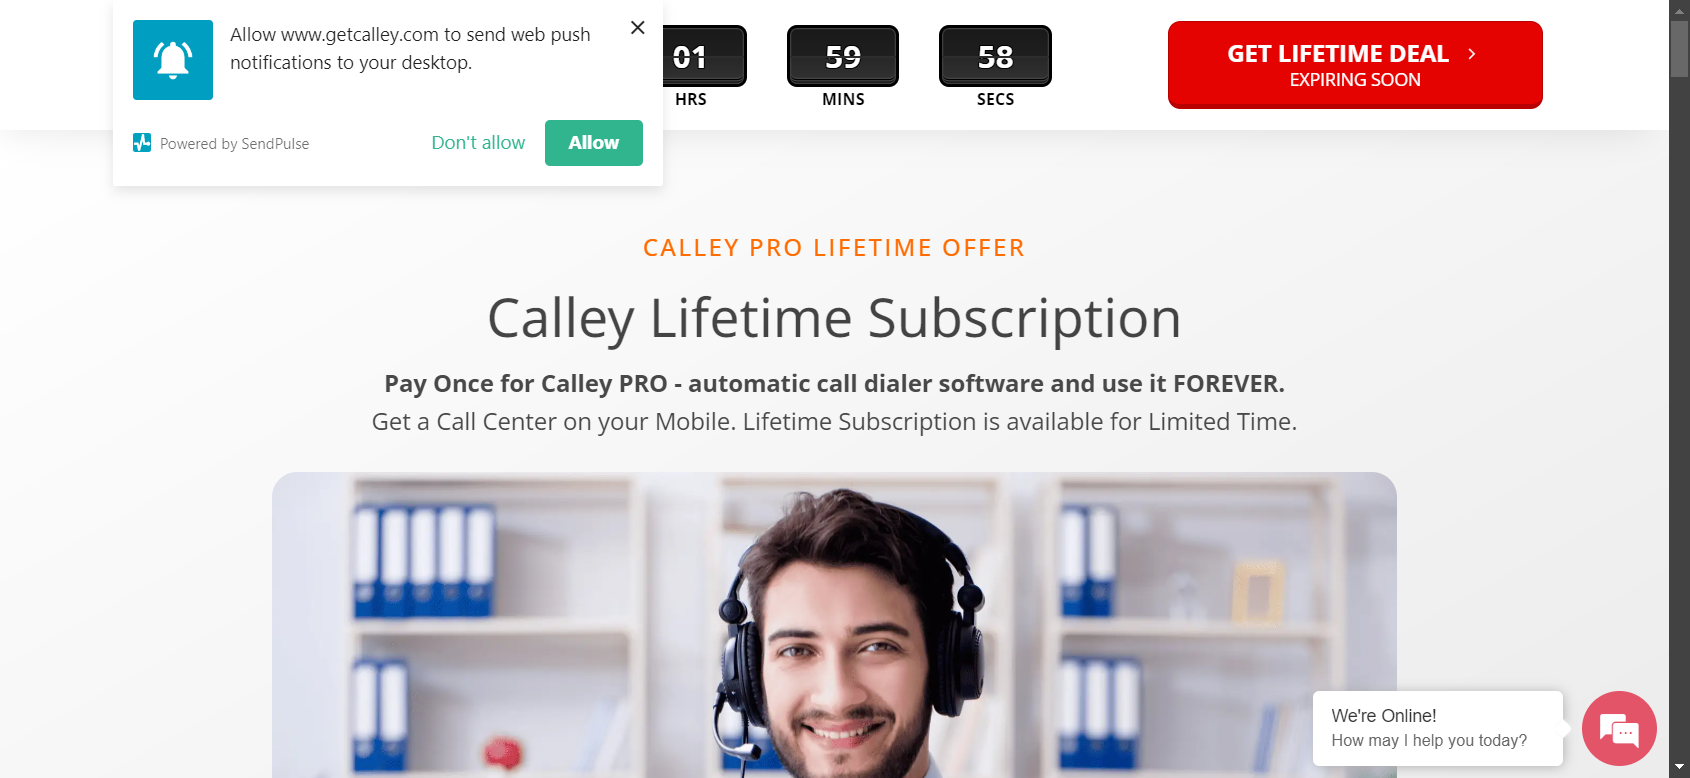 Allow www.getcalley.com to send web push
notifications to your desktop.
Powered by SendPulse
Don't allow
Allow
01
59
58
HRS
MINS
SECS
GET LIFETIME DEAL
EXPIRING SOON
CALLEY PRO LIFETIME OFFER
Calley Lifetime Subscription
Pay Once for Calley PRO - automatic call dialer software and use it FOREVER.
Get a Call Center on your Mobile. Lifetime Subscription is available for Limited Time.
We're Online!
How may I help you today?